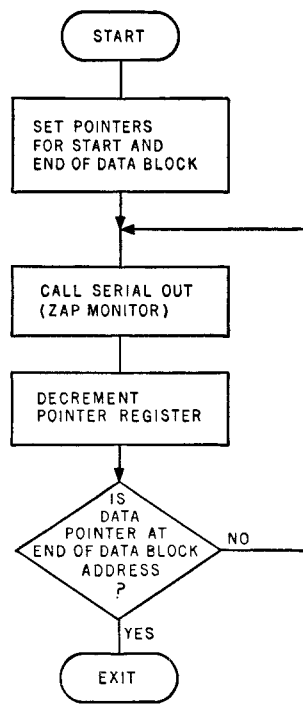 START
SET POINTERS
FOR START AND
END OF DATA BLOCK
CALL SERIAL OUT
(ZAP MONITOR)
DECREMENT
POINTER REGISTER
IS
DATA
POINTER AT
END OF DATA BLOCK
ADDRESS
?
NO
YES
EXIT